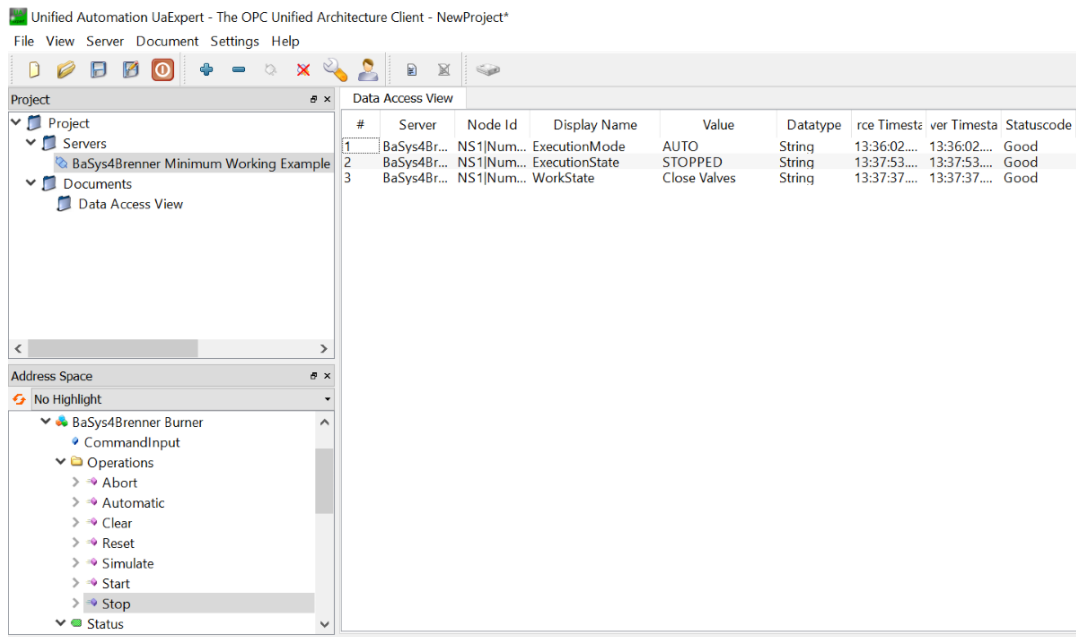 Unified Automation UaExpert - The OPC Unified Architecture Client - NewProject*
File View Server Document Settings Help
Project
Project
Servers
BaSys4Brenner Minimum Working Example
Documents
Data Access View
Address Space
No Highlight
BaSys4Brenner Burner
CommandInput
Operations
Abort
Automatic
Clear
Reset
Simulate
Start
Stop
Status
Data Access View
# Server Node Id Display Name Value Datatype rce Timesta ver Timesta Statuscode
1 BaSys4Br... NS1|Num... ExecutionMode AUTO String 13:36:02.... 13:36:02.... Good
2 BaSys4Br... NS1|Num... ExecutionState STOPPED String 13:37:53.... 13:37:53.... Good
3 BaSys4Br... NS1|Num... WorkState Close Valves String 13:37:37.... 13:37:37.... Good